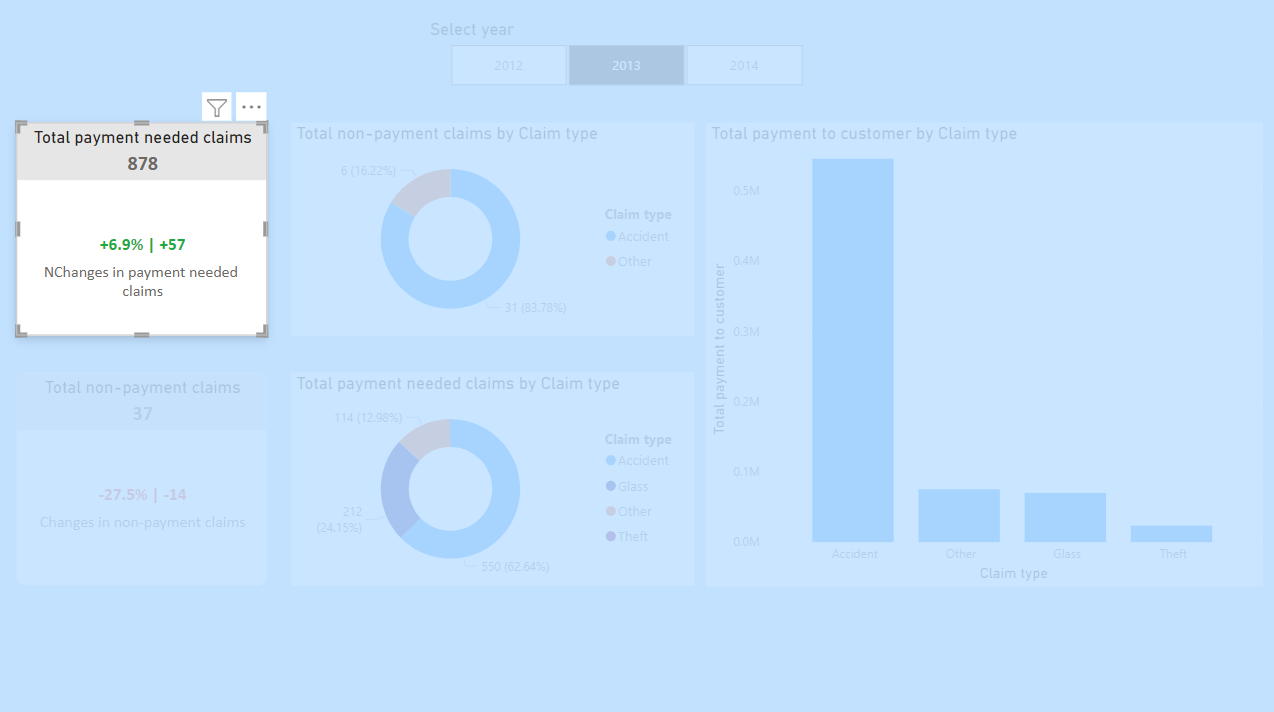 Select year
2012
2013
2014
Total payment needed claims
878
+6.9% | +57
NChanges in payment needed
claims
Total non-payment claims
37
-27.5% | -14
Changes in non-payment claims
Total non-payment claims by Claim type
6 (16.22%)
31 (83.78%)
Claim type
Accident
Other
Total payment needed claims by Claim type
114 (12.98%)
212
(24.15%)
550 (62.64%)
Claim type
Accident
Glass
Other
Theft
Total payment to customer by Claim type
Total payment to customer
0.5M
0.4M
0.3M
0.2M
0.1M
0.0M
Accident
Other
Glass
Theft
Claim type